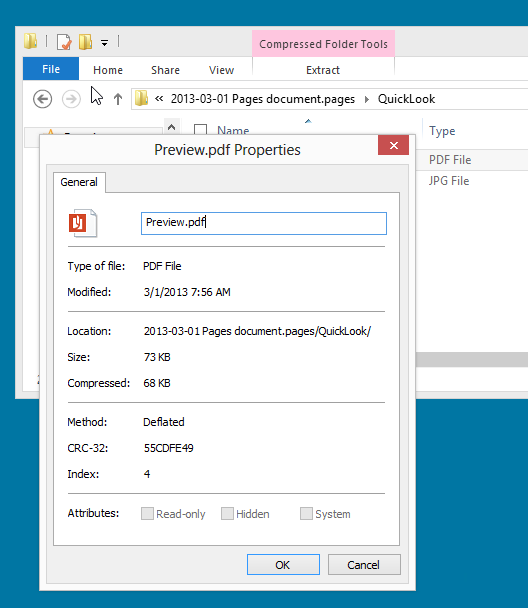 Compressed Folder Tools
File Home Share View Extract
« 2013-03-01 Pages document.pages QuickLook
Name Type
Preview.pdf Properties
PDF File
General
JPG File
Preview.pdf
Type of file: PDF File
Modified: 3/1/2013 7:56 AM
Location: 2013-03-01 Pages document.pages/QuickLook/
Size: 73 KB
Compressed: 68 KB
Method: Deflated
CRC-32: 55CDFE49
Index: 4
Attributes: Read-only Hidden System
OK Cancel